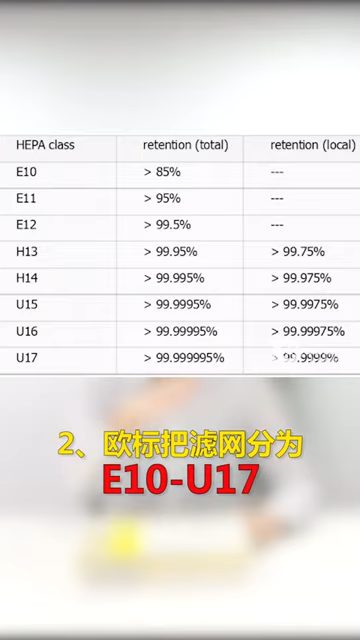 HEPA class retention (total) retention (local)
E10 > 85% ---
E11 > 95% ---
E12 > 99.5% ---
H13 > 99.95% > 99.75%
H14 > 99.995% > 99.975%
U15 > 99.9995% > 99.9975%
U16 > 99.99995% > 99.99975%
U17 > 99.999995% > 99.9999%
2、欧标把滤网分为
E10-U17